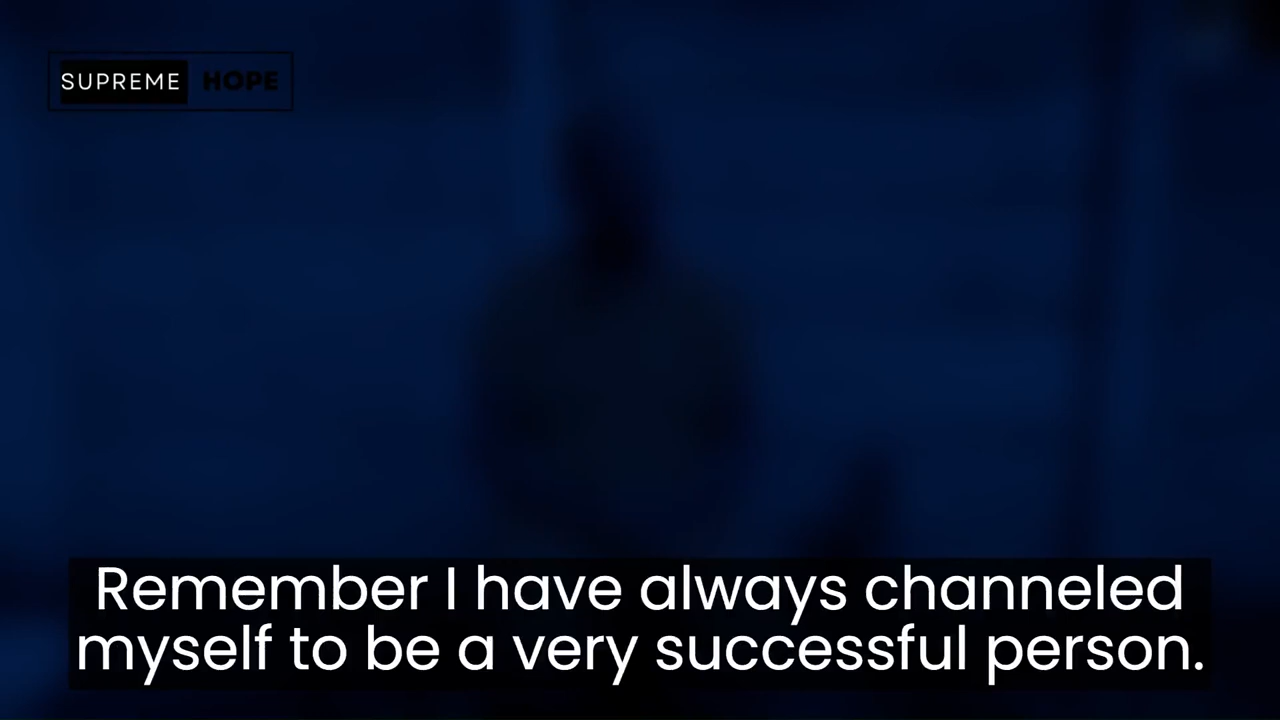 SUPREME HOPE
Remember I have always channeled
myself to be a very successful person.